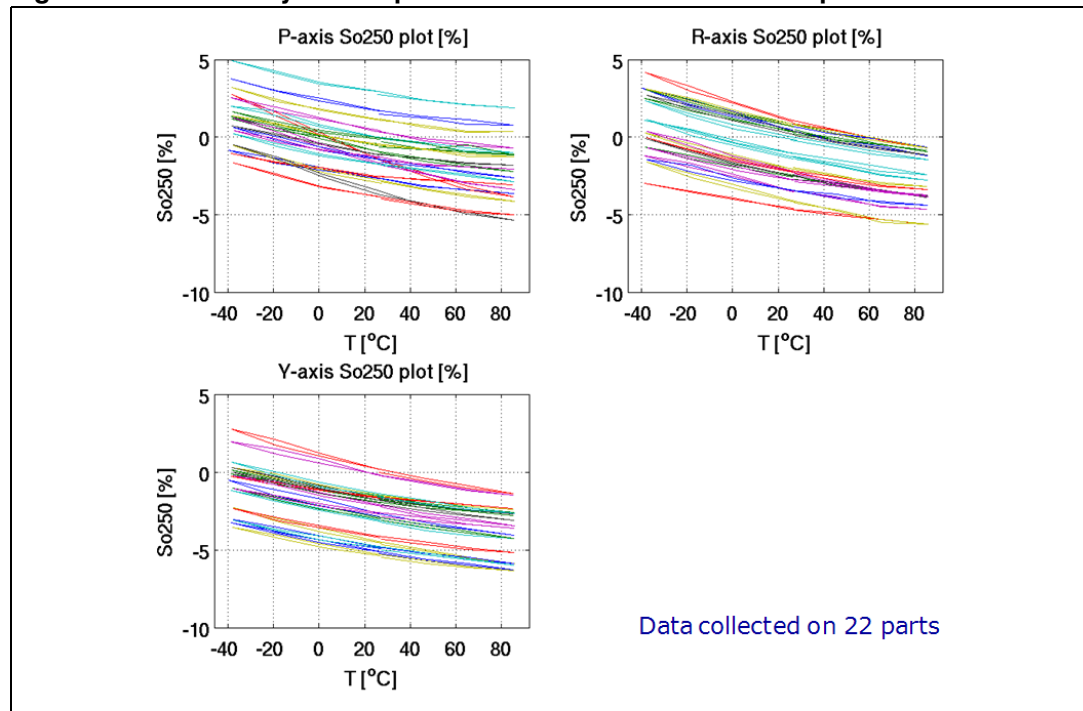 P-axis So250 plot [%]
5
0
-5
-10
So250 [%]
-40 -20 0 20 40 60 80
T [°C]
R-axis So250 plot [%]
5
0
-5
-10
So250 [%]
-40 -20 0 20 40 60 80
T [°C]
Y-axis So250 plot [%]
5
0
-5
-10
So250 [%]
-40 -20 0 20 40 60 80
T [°C]
Data collected on 22 parts